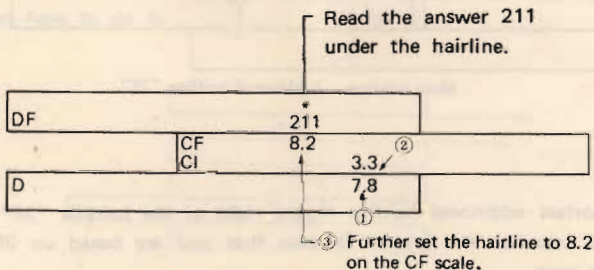 Read the answer 211
under the hairline.
*
DF 211
CF 8.2 ②
CI 3.3
D 7.8
①
③ Further set the hairline to 8.2
on the CF scale.